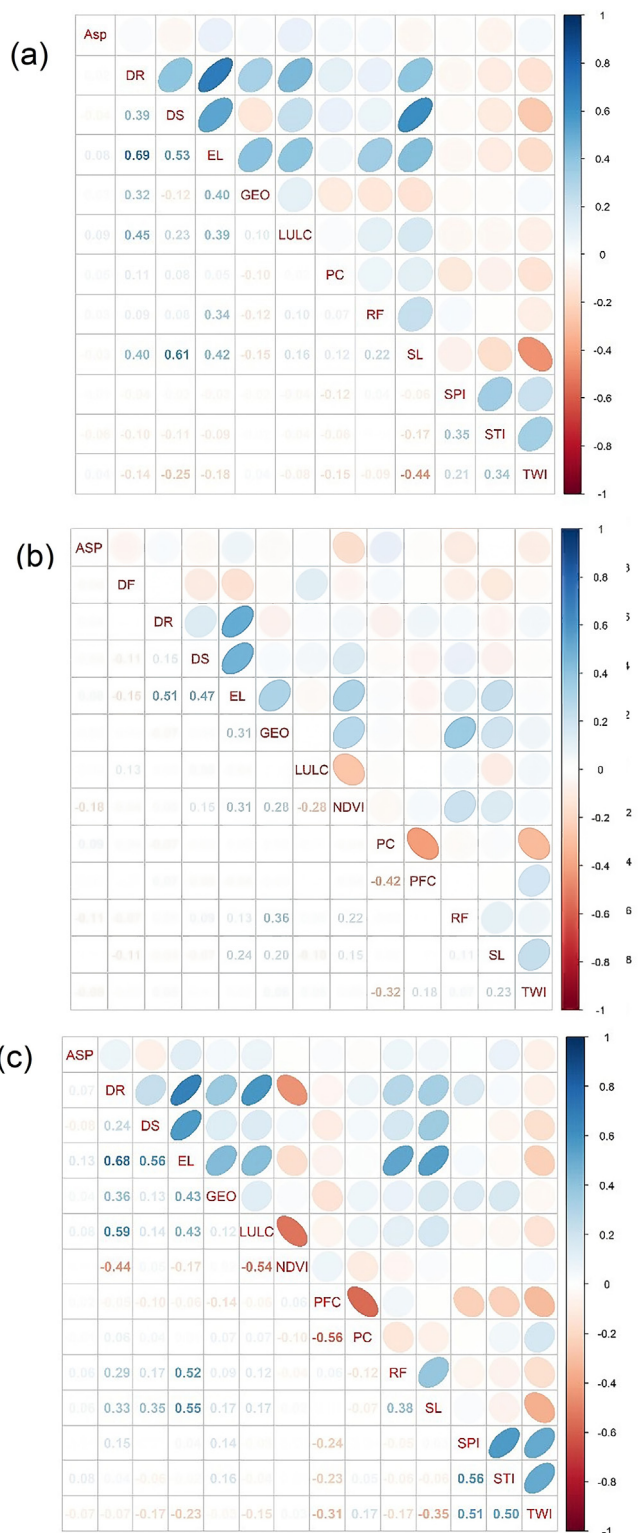 (a)
Asp
DR
0.39 DS
0.08 0.69 0.53 EL
0.32 -0.12 0.40 GEO
0.09 0.45 0.23 0.39 0.10 LULC
0.11 0.08 0.05 -0.10 PC
0.09 0.08 0.34 -0.12 0.10 0.07 RF
0.40 0.61 0.42 -0.15 0.16 0.12 0.22 SL
-0.12 -0.06 SPI
-0.10 -0.11 -0.09 -0.06 -0.17 0.35 STI
-0.14 -0.25 -0.18 -0.08 -0.15 -0.09 -0.44 0.21 0.34 TWI
1
0.8
0.6
0.4
0.2
0
-0.2
-0.4
-0.6
-0.8
-1
(b)
ASP
DF
DR
-0.11 0.15 DS
-0.15 0.51 0.47 EL
0.31 GEO
0.13 LULC
-0.18 0.15 0.31 0.28 -0.28 NDVI
PC
-0.42 PFC
-0.11 0.09 0.13 0.36 0.22 RF
-0.11 0.24 0.20 -0.10 0.15 0.11 SL
-0.32 0.18 0.23 TWI
1
0.8
0.6
0.4
0.2
0
-0.2
-0.4
-0.6
-0.8
-1
(c)
ASP
0.07 DR
-0.08 0.24 DS
0.13 0.68 0.56 EL
0.36 0.13 0.43 GEO
0.06 0.59 0.14 0.43 0.12 LULC
-0.44 -0.17 -0.54 NDVI
-0.10 -0.14 0.06 PFC
0.06 0.07 0.07 -0.10 -0.56 PC
0.06 0.29 0.17 0.52 0.09 0.12 -0.12 RF
0.06 0.33 0.35 0.55 0.17 0.17 -0.07 0.38 SL
0.15 0.14 -0.24 SPI
0.08 0.16 -0.23 0.56 STI
-0.07 -0.07 -0.17 -0.23 -0.15 -0.31 0.17 -0.17 -0.35 0.51 0.50 TWI
1
0.8
0.6
0.4
0.2
0
-0.2
-0.4
-0.6
-0.8
-1